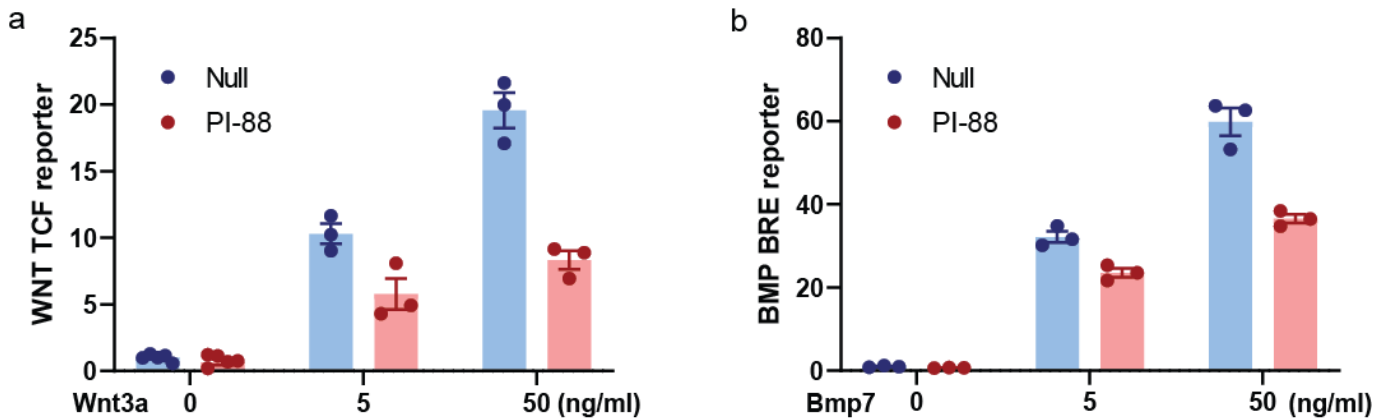 a
WNT TCF reporter
25
20
15
10
5
0
Null
PI-88
Wnt3a 0 5 50 (ng/ml)
b
BMP BRE reporter
80
60
40
20
0
Null
PI-88
Bmp7 0 5 50 (ng/ml)